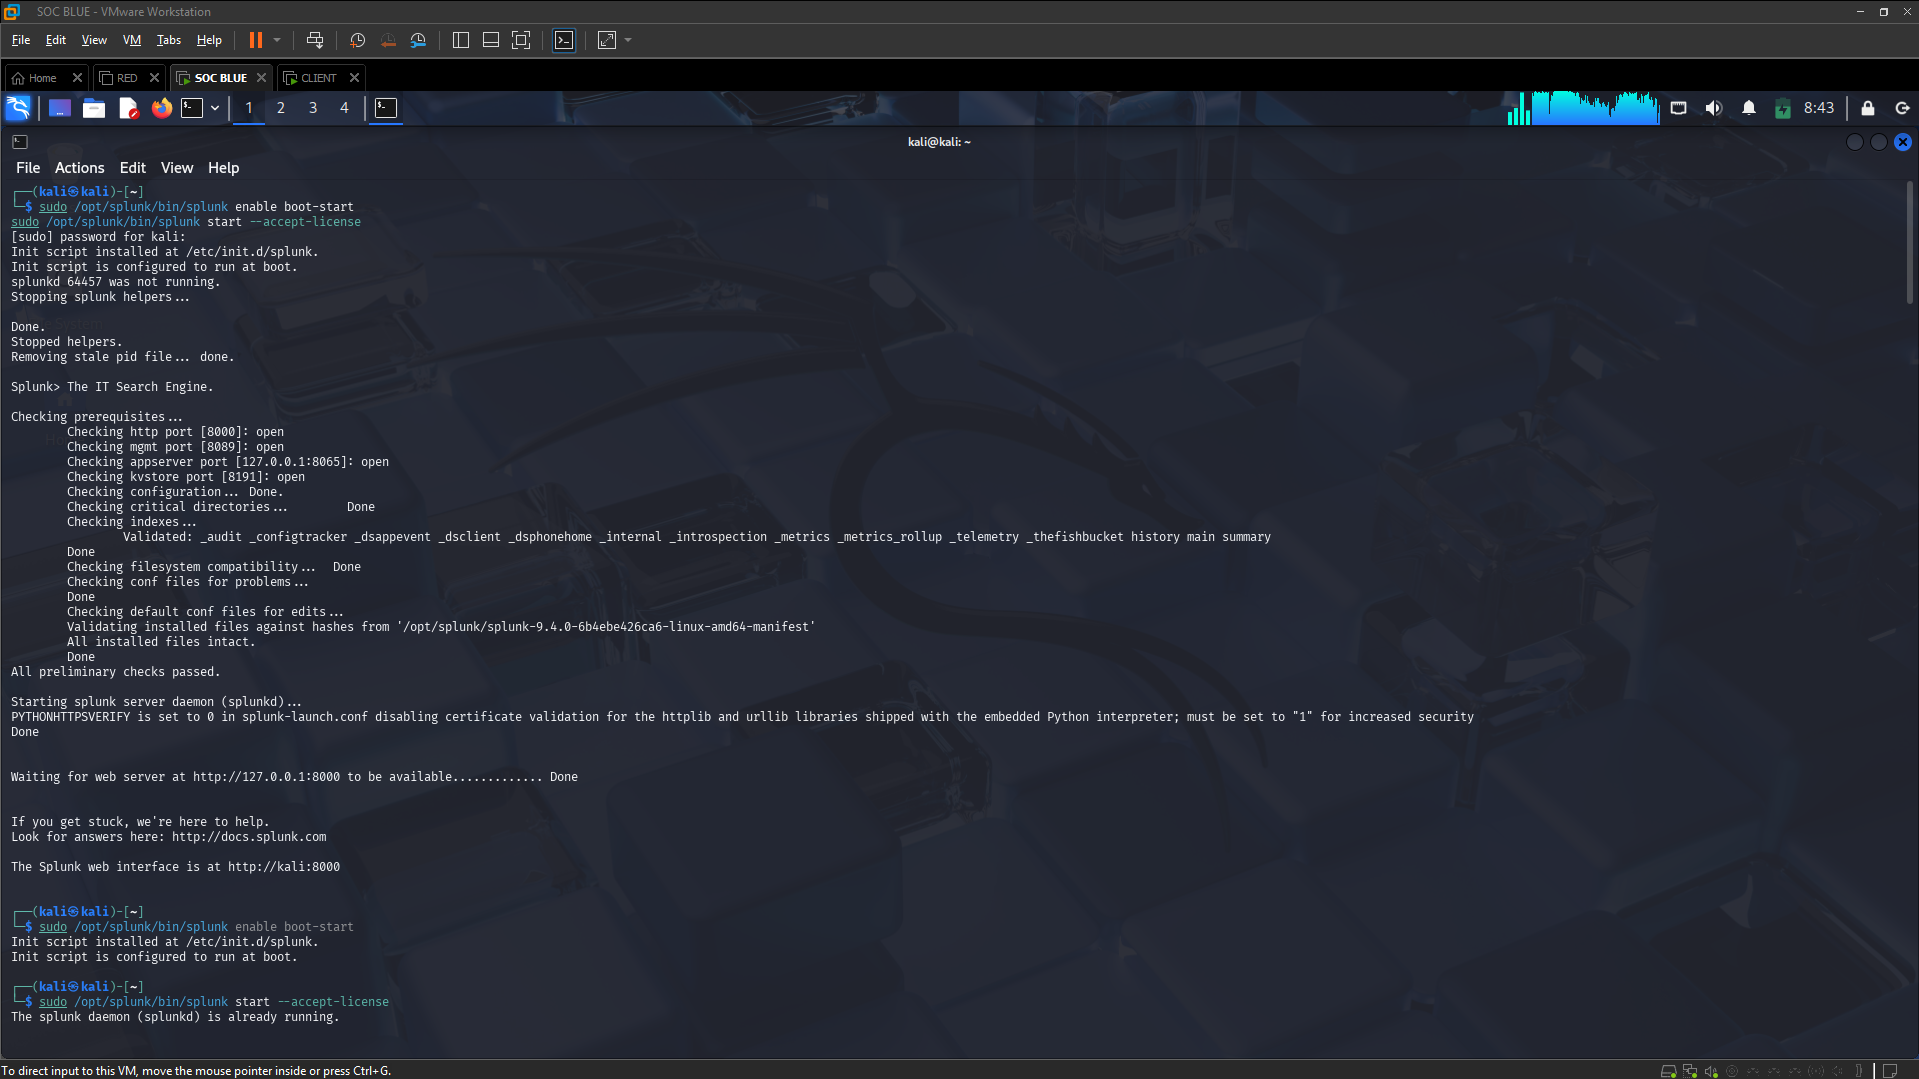 SOC BLUE - VMware Workstation
File Edit View VM Tabs Help
Home RED SOC BLUE CLIENT
1 2 3 4 8:43
kali@kali: ~
File Actions Edit View Help
┌──(kali㉿kali)-[~]
└─$ sudo /opt/splunk/bin/splunk enable boot-start
sudo /opt/splunk/bin/splunk start --accept-license
[sudo] password for kali:
Init script installed at /etc/init.d/splunk.
Init script is configured to run at boot.
splunkd 64457 was not running.
Stopping splunk helpers...
Done.
Stopped helpers.
Removing stale pid file... done.
Splunk> The IT Search Engine.
Checking prerequisites...
Checking http port [8000]: open
Checking mgmt port [8089]: open
Checking appserver port [127.0.0.1:8065]: open
Checking kvstore port [8191]: open
Checking configuration... Done.
Checking critical directories... Done
Checking indexes...
Validated: _audit _configtracker _dsappevent _dsclient _dsphonehome _internal _introspection _metrics _metrics_rollup _telemetry _thefishbucket history main summary
Done
Checking filesystem compatibility... Done
Checking conf files for problems...
Done
Checking default conf files for edits...
Validating installed files against hashes from '/opt/splunk/splunk-9.4.0-6b4ebe426ca6-linux-amd64-manifest'
All installed files intact.
Done
All preliminary checks passed.
Starting splunk server daemon (splunkd)...
PYTHONHTTPSVERIFY is set to 0 in splunk-launch.conf disabling certificate validation for the httplib and urllib libraries shipped with the embedded Python interpreter; must be set to "1" for increased security
Done
Waiting for web server at http://127.0.0.1:8000 to be available............. Done
If you get stuck, we're here to help.
Look for answers here: http://docs.splunk.com
The Splunk web interface is at http://kali:8000
┌──(kali㉿kali)-[~]
└─$ sudo /opt/splunk/bin/splunk enable boot-start
Init script installed at /etc/init.d/splunk.
Init script is configured to run at boot.
┌──(kali㉿kali)-[~]
└─$ sudo /opt/splunk/bin/splunk start --accept-license
The splunk daemon (splunkd) is already running.
To direct input to this VM, move the mouse pointer inside or press Ctrl+G.